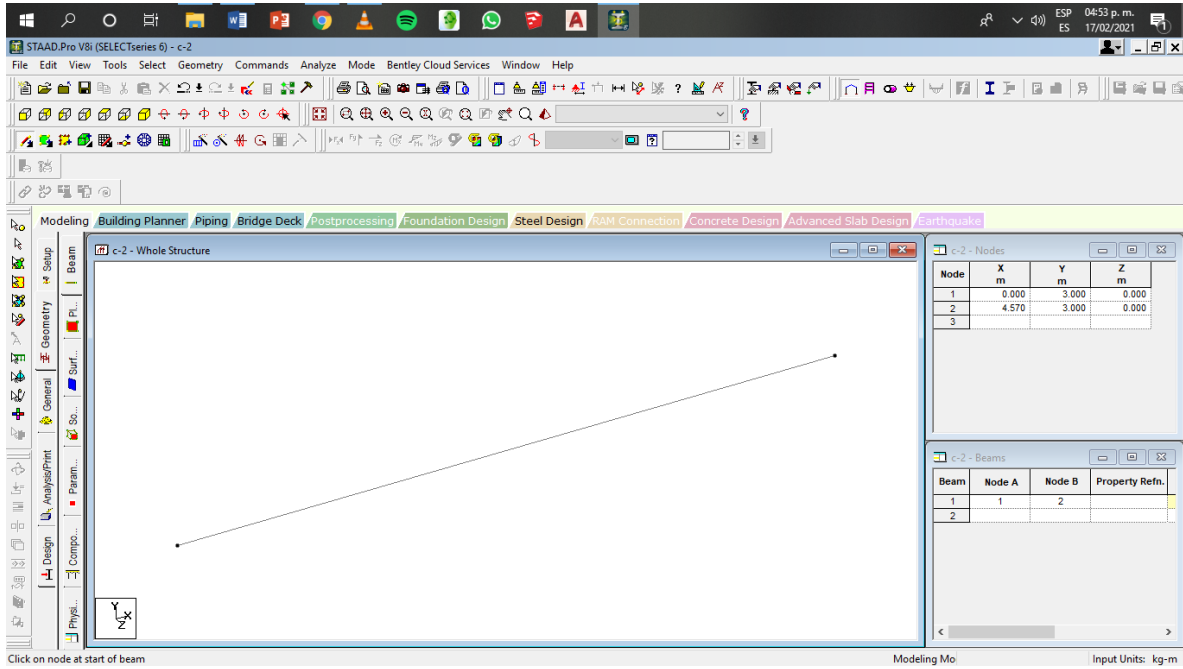 ESP 04:53 p. m.
ES 17/02/2021
STAAD.Pro V8i (SELECTseries 6) - c-2
File Edit View Tools Select Geometry Commands Analyze Mode Bentley Cloud Services Window Help
Modeling Building Planner Piping Bridge Deck Postprocessing Foundation Design Steel Design RAM Connection Concrete Design Advanced Slab Design Earthquake
Setup
Geometry
General
Analysis/Print
Design
Beam
Pl...
Surf...
So...
Param...
Compo...
Physi...
c-2 - Whole Structure
Y
X
Z
c-2 - Nodes
Node X m Y m Z m
1 0.000 3.000 0.000
2 4.570 3.000 0.000
3
c-2 - Beams
Beam Node A Node B Property Refn.
1 1 2
2
Click on node at start of beam
Modeling Mo
Input Units: kg-m